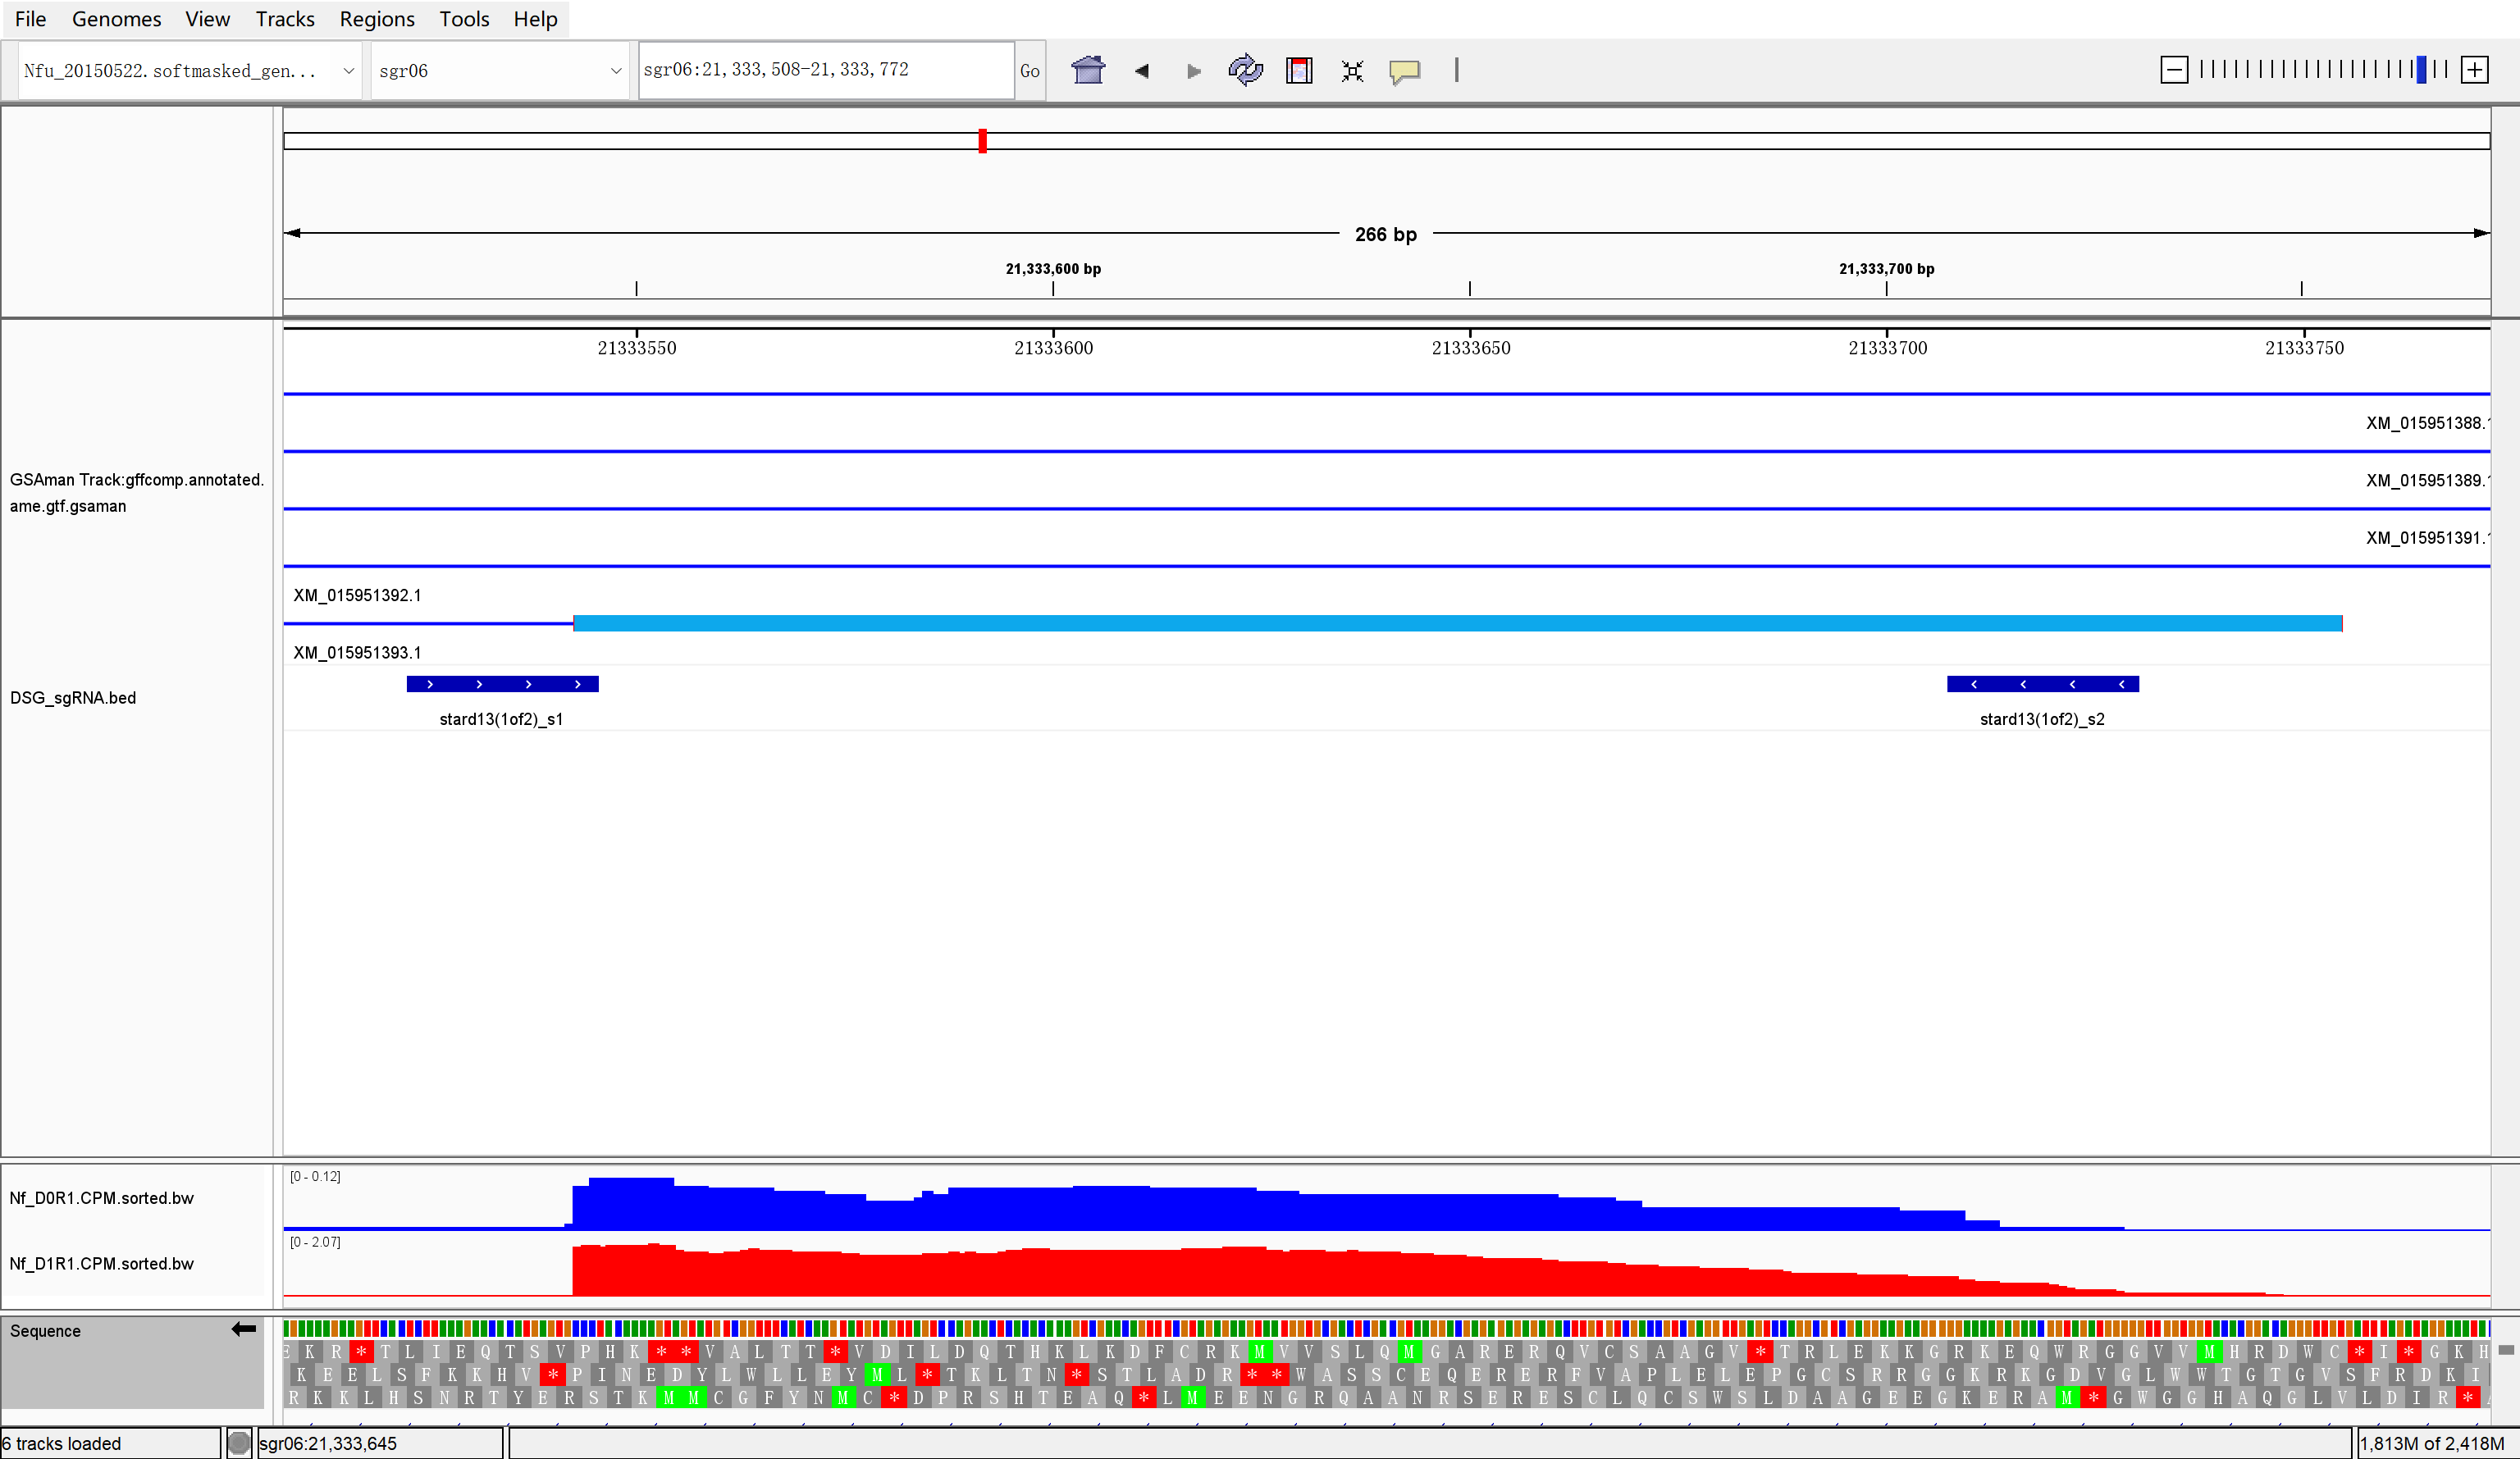 File Genomes View Tracks Regions Tools Help
Nfu_20150522.softmasked_gen... sgr06 sgr06:21,333,508-21,333,772 Go
266 bp
21,333,600 bp 21,333,700 bp
21333550 21333600 21333650 21333700 21333750
XM_015951388.1
GSAman Track:gffcomp.annotated.
XM_015951389.1
ame.gtf.gsaman
XM_015951391.1
XM_015951392.1
XM_015951393.1
DSG_sgRNA.bed
stard13(1of2)_s1 stard13(1of2)_s2
[0 - 0.12]
Nf_D0R1.CPM.sorted.bw
[0 - 2.07]
Nf_D1R1.CPM.sorted.bw
Sequence
E K R * T L I E Q T S V P H K * * V A L T T * V D I L D Q T H K L K D F C R K M V V S L Q M G A R E R Q V C S A A G V * T R L E K K G R K E Q W R G G V V M H R D W C * I * G K H
K E E L S F K K H V * P I N E D Y L W L L E Y M L * T K L T N * S T L A D R * * W A S S C E Q E R E R F V A P L E L E P G C S R R G G K R K G D V G L W W T G T G V S F R D K I
R K K L H S N R T Y E R S T K M M C G F Y N M C * D P R S H T E A Q * L M E E N G R Q A A N R S E R E S C L Q C S W S L D A A G E E G K E R A M * G W G G H A Q G L V L D I R *
6 tracks loaded sgr06:21,333,645 1,813M of 2,418M